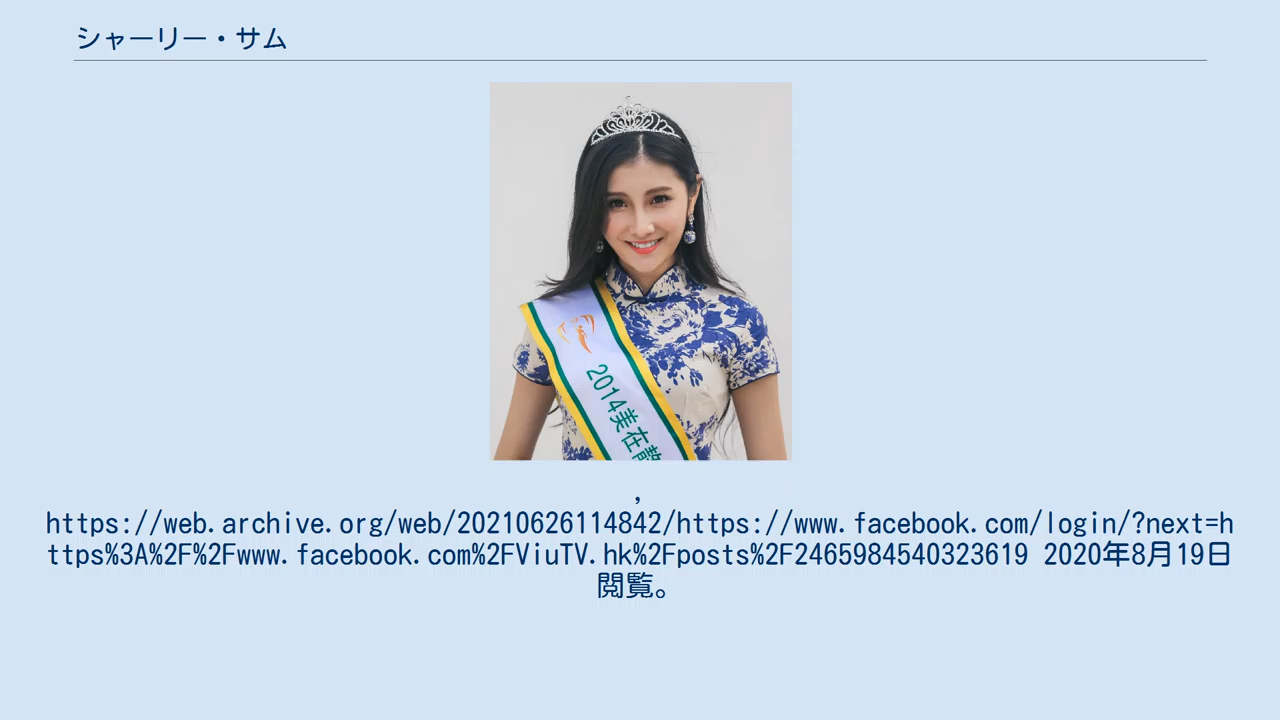 シャーリー・サム
2014美在
,
https://web.archive.org/web/20210626114842/https://www.facebook.com/login/?next=h
ttps%3A%2F%2Fwww.facebook.com%2FViuTV.hk%2Fposts%2F2465984540323619 2020年8月19日
閲覧。